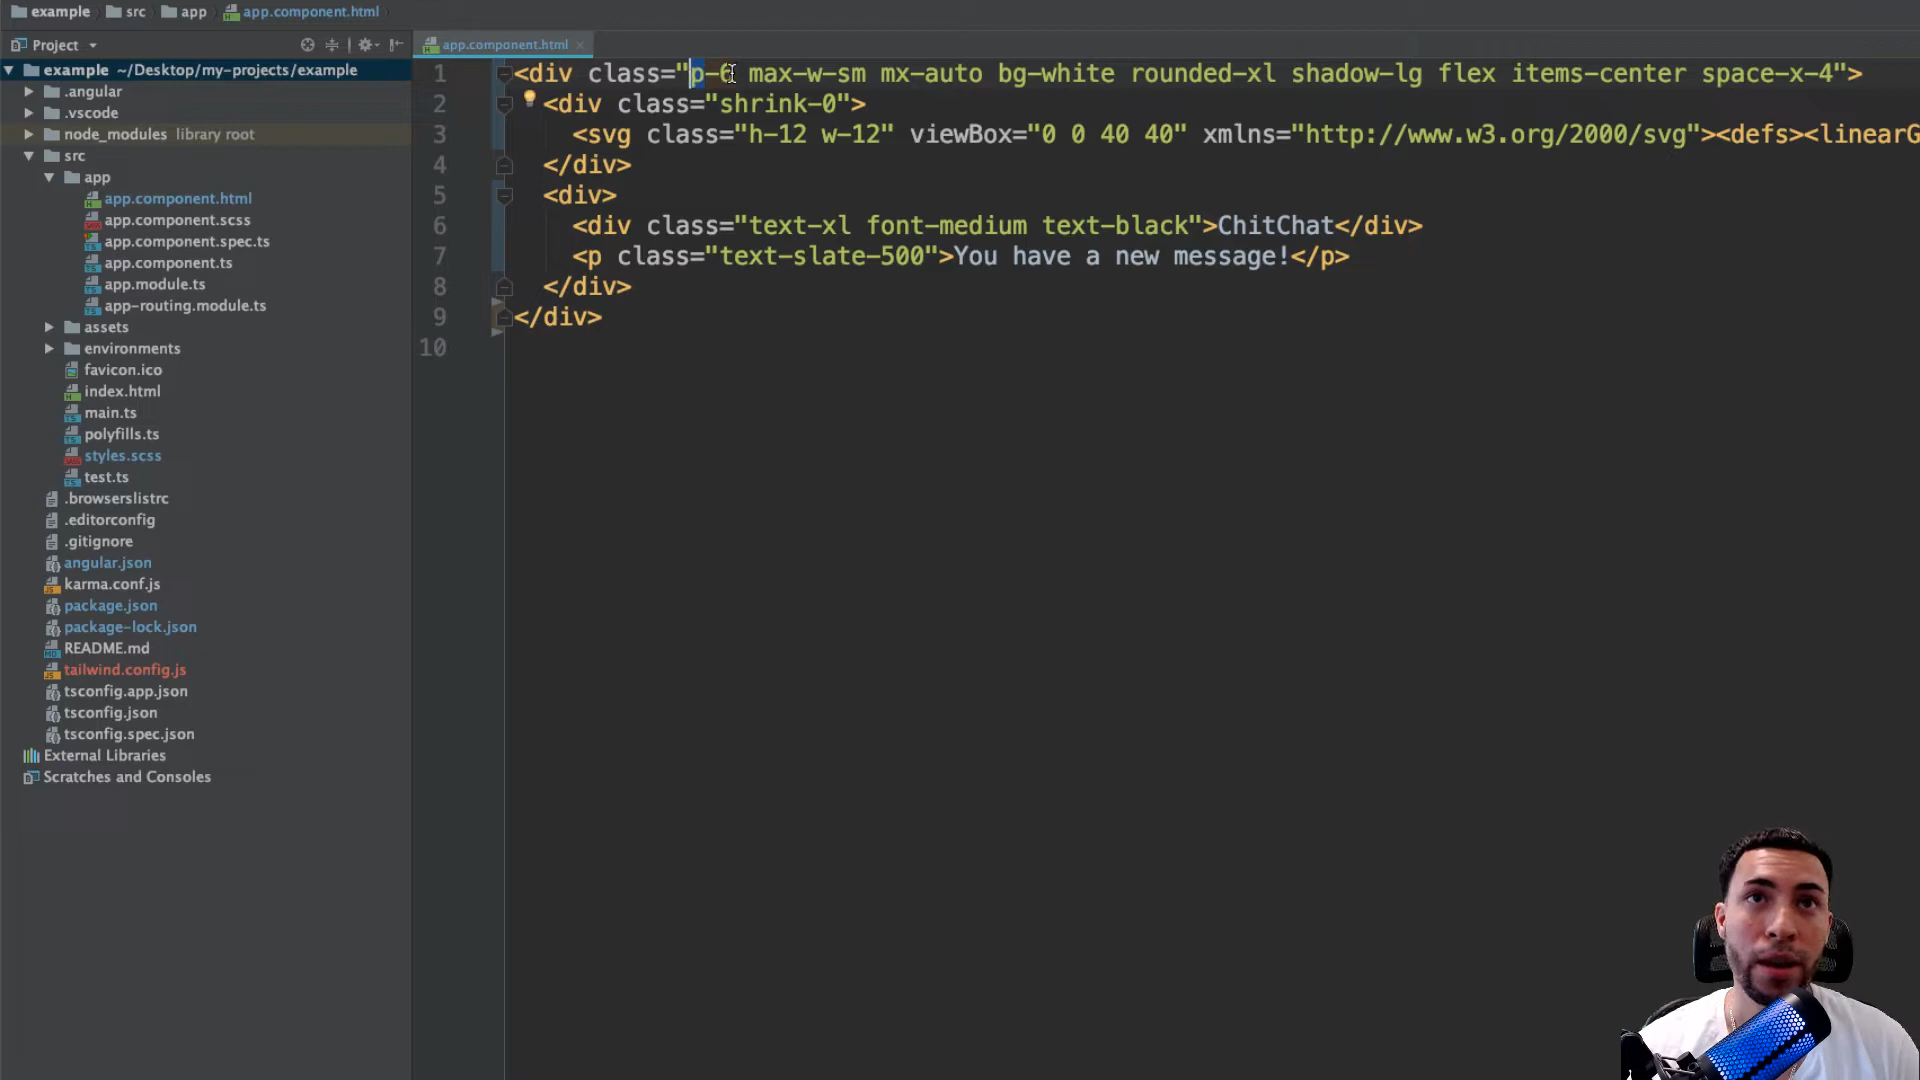 example src app app.component.html
Project
app.component.html
example ~/Desktop/my-projects/example
.angular
.vscode
node_modules library root
src
app
app.component.html
app.component.scss
app.component.spec.ts
app.component.ts
app.module.ts
app-routing.module.ts
assets
environments
favicon.ico
index.html
main.ts
polyfills.ts
styles.scss
test.ts
.browserslistrc
.editorconfig
.gitignore
angular.json
karma.conf.js
package.json
package-lock.json
README.md
tailwind.config.js
tsconfig.app.json
tsconfig.json
tsconfig.spec.json
External Libraries
Scratches and Consoles
1 <div class="p-6 max-w-sm mx-auto bg-white rounded-xl shadow-lg flex items-center space-x-4">
2 <div class="shrink-0">
3 <svg class="h-12 w-12" viewBox="0 0 40 40" xmlns="http://www.w3.org/2000/svg"><defs><linearG
4 </div>
5 <div>
6 <div class="text-xl font-medium text-black">ChitChat</div>
7 <p class="text-slate-500">You have a new message!</p>
8 </div>
9 </div>
10